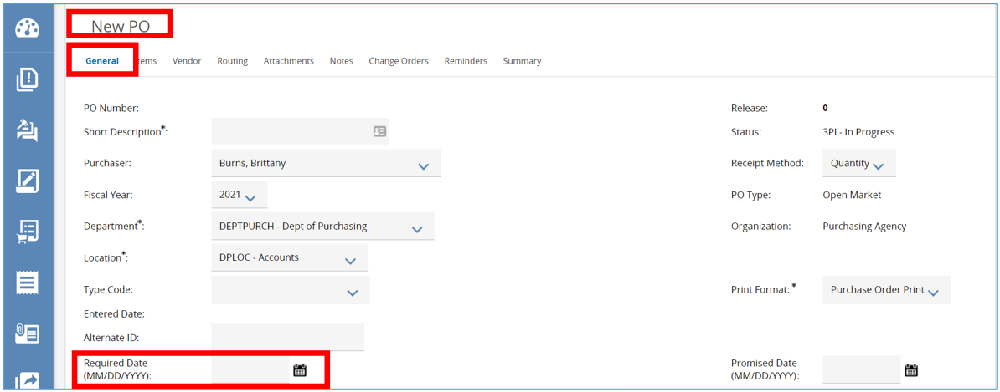 New PO
General Items Vendor Routing Attachments Notes Change Orders Reminders Summary
PO Number: Release: 0
Short Description*: Status: 3PI - In Progress
Purchaser: Burns, Brittany Receipt Method: Quantity
Fiscal Year: 2021 PO Type: Open Market
Department*: DEPTPURCH - Dept of Purchasing Organization: Purchasing Agency
Location*: DPLOC - Accounts
Type Code: Print Format: * Purchase Order Print
Entered Date:
Alternate ID:
Required Date Promised Date
(MM/DD/YYYY): (MM/DD/YYYY):